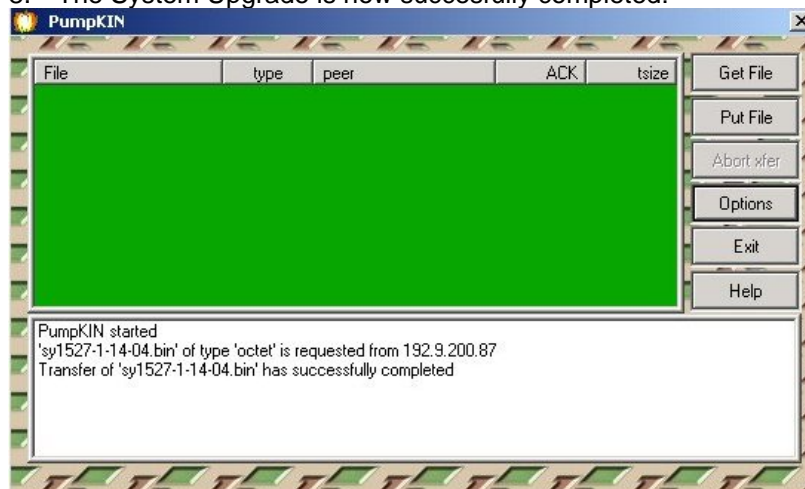 The System Upgrade is now succesfully completed.
PumpKIN
File type peer ACK tsize
Get File
Put File
Abort xfer
Options
Exit
Help
PumpKIN started
'sy1527-1-14-04.bin' of type 'octet' is requested from 192.9.200.87
Transfer of 'sy1527-1-14-04.bin' has successfully completed